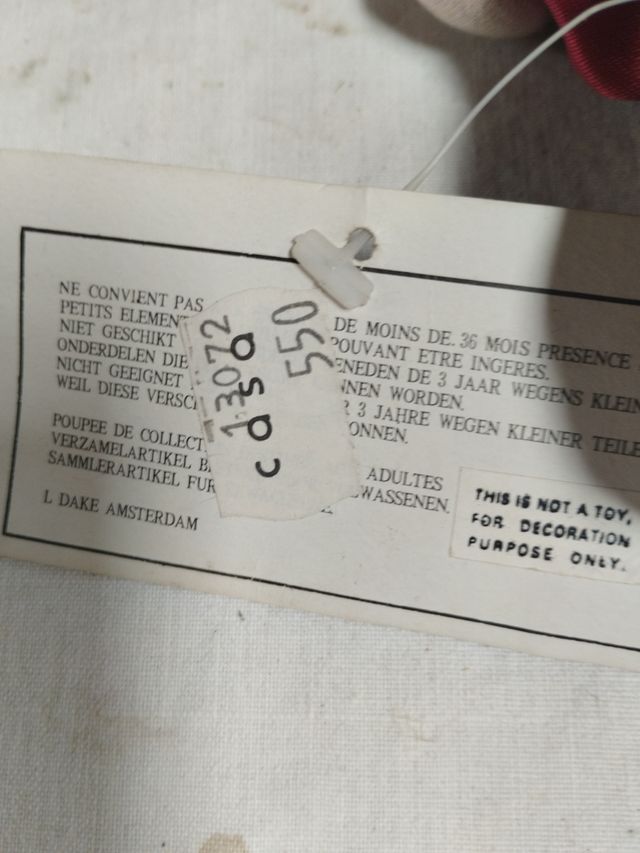 NE CONVIENT PAS DE MOINS DE 36 MOIS PRESENCE
PETITS ELEMENT POUVANT ETRE INGERES.
NIET GESCHIKT ENEDEN DE 3 JAAR WEGENS KLEIN
ONDERDELEN DIE NNEN WORDEN.
NICHT GEEIGNET R 3 JAHRE WEGEN KLEINER TEILE
WEIL DIESE VERSC ONNEN.
POUPEE DE COLLECT ADULTES
VERZAMELARTIKEL B WASSENEN.
SAMMLERARTIKEL FUR
L DAKE AMSTERDAM
13072
cdsa
550
THIS IS NOT A TOY,
FOR DECORATION
PURPOSE ONLY.